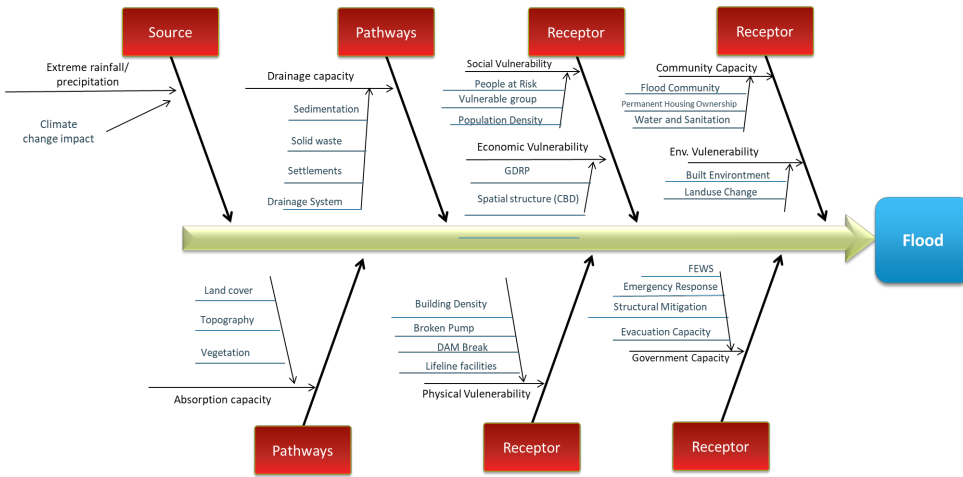 Source
Pathways
Receptor
Receptor
Extreme rainfall/
precipitation
Climate
change impact
Drainage capacity
Sedimentation
Solid waste
Settlements
Drainage System
Social Vulnerability
People at Risk
Vulnerable group
Population Density
Economic Vulnerability
GDRP
Spatial structure (CBD)
Community Capacity
Flood Community
Permanent Housing Ownership
Water and Sanitation
Env. Vulenerability
Built Environtment
Landuse Change
Flood
Land cover
Topography
Vegetation
Absorption capacity
Building Density
Broken Pump
DAM Break
Lifeline facilities
Physical Vulenerability
FEWS
Emergency Response
Structural Mitigation
Evacuation Capacity
Government Capacity
Pathways
Receptor
Receptor